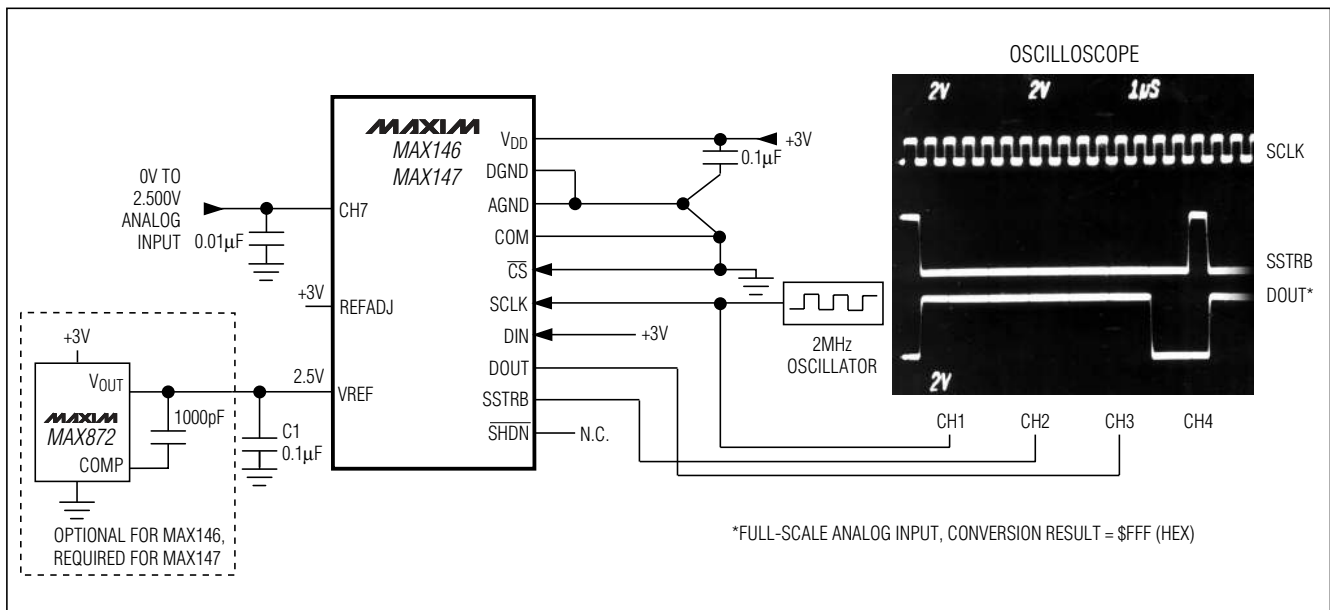 OSCILLOSCOPE
2V 2V 1µS
SCLK
SSTRB
DOUT*
2V
CH1 CH2 CH3 CH4
MAXIM
MAX146
MAX147
VDD
DGND
AGND
COM
CS
SCLK
DIN
DOUT
SSTRB
SHDN
CH7
REFADJ
VREF
0V TO
2.500V
ANALOG
INPUT
0.01µF
+3V
+3V
0.1µF
+3V
2MHz
OSCILLATOR
N.C.
+3V
VOUT
MAXIM
MAX872
COMP
1000pF
2.5V
C1
0.1µF
OPTIONAL FOR MAX146,
REQUIRED FOR MAX147
*FULL-SCALE ANALOG INPUT, CONVERSION RESULT = $FFF (HEX)